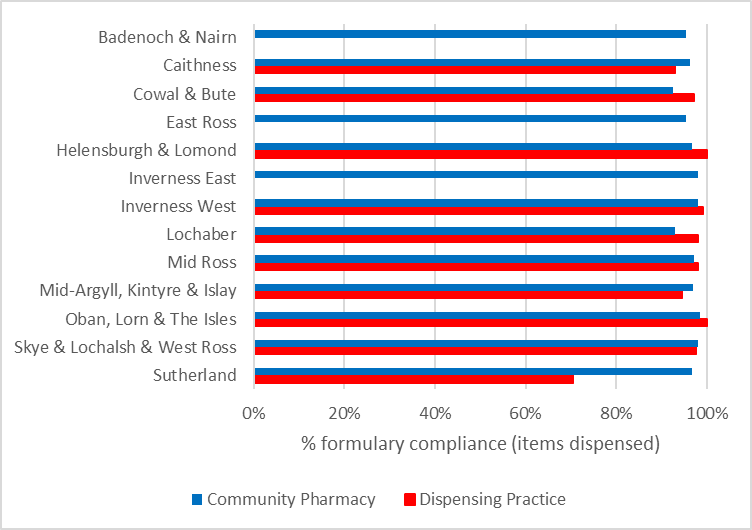 Badenoch & Nairn
Caithness
Cowal & Bute
East Ross
Helensburgh & Lomond
Inverness East
Inverness West
Lochaber
Mid Ross
Mid-Argyll, Kintyre & Islay
Oban, Lorn & The Isles
Skye & Lochalsh & West Ross
Sutherland
0% 20% 40% 60% 80% 100%
% formulary compliance (items dispensed)
Community Pharmacy Dispensing Practice